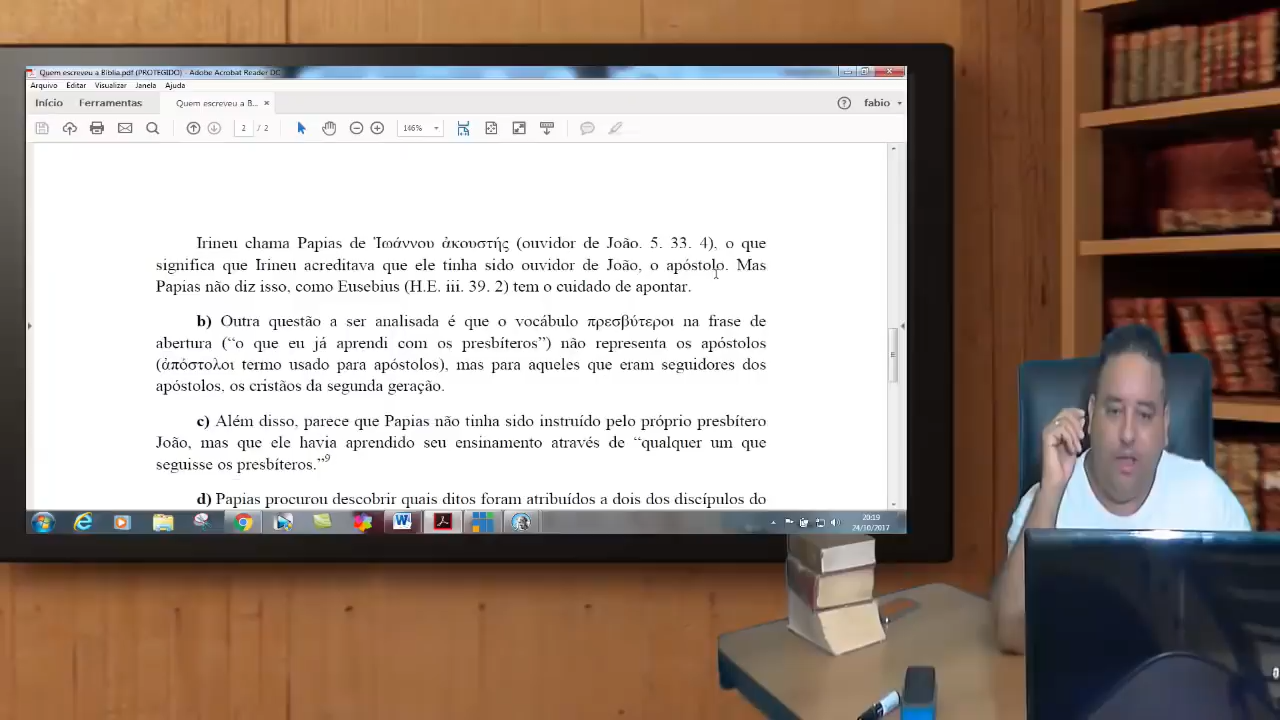 Quem escreveu a Bíblia.pdf (PROTEGIDO) - Adobe Acrobat Reader DC
Arquivo Editar Visualizar Janela Ajuda
Início Ferramentas Quem escreveu a B... × fabio
2 / 2 146%
Irineu chama Papias de Ἰωάννου ἀκουστής (ouvidor de João. 5. 33. 4), o que
significa que Irineu acreditava que ele tinha sido ouvidor de João, o apóstolo. Mas
Papias não diz isso, como Eusebius (H.E. iii. 39. 2) tem o cuidado de apontar.
b) Outra questão a ser analisada é que o vocábulo πρεσβύτεροι na frase de
abertura (“o que eu já aprendi com os presbíteros”) não representa os apóstolos
(ἀπόστολοι termo usado para apóstolos), mas para aqueles que eram seguidores dos
apóstolos, os cristãos da segunda geração.
c) Além disso, parece que Papias não tinha sido instruído pelo próprio presbítero
João, mas que ele havia aprendido seu ensinamento através de “qualquer um que
seguisse os presbíteros.”9
d) Papias procurou descobrir quais ditos foram atribuídos a dois dos discípulos do
20:19
24/10/2017